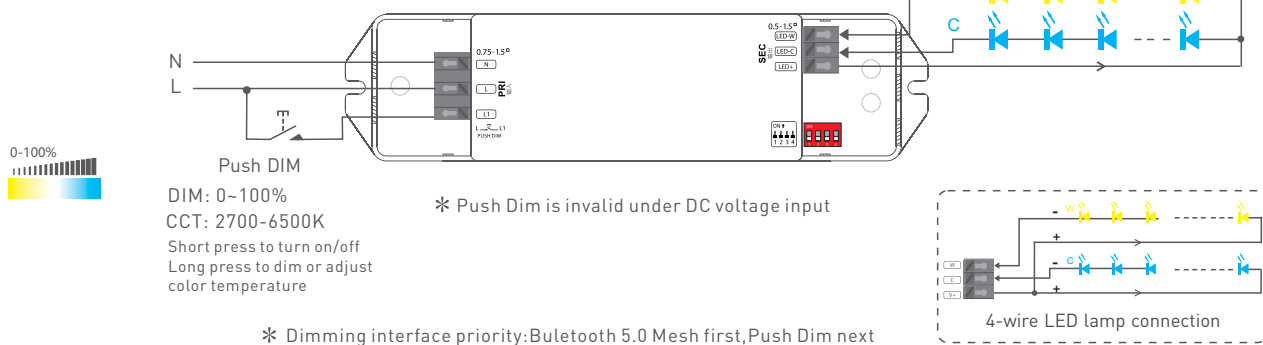 C
0.5-1.5
LED-W
LED-C
LED+
SEC
N
L
0.75-1.5
N
L
L1
PRI
输入
L L1
PUSH DIM
ON
1 2 3 4
0-100%
Push DIM
DIM: 0~100%
CCT: 2700-6500K
Short press to turn on/off
Long press to dim or adjust
color temperature
* Push Dim is invalid under DC voltage input
- W
+
- C
+
W
C
V+
4-wire LED lamp connection
* Dimming interface priority:Buletooth 5.0 Mesh first,Push Dim next